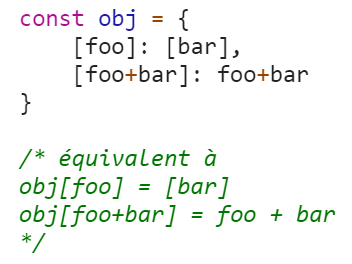 const obj = {
    [foo]: [bar],
    [foo+bar]: foo+bar
}

/* équivalent à
obj[foo] = [bar]
obj[foo+bar] = foo + bar
*/